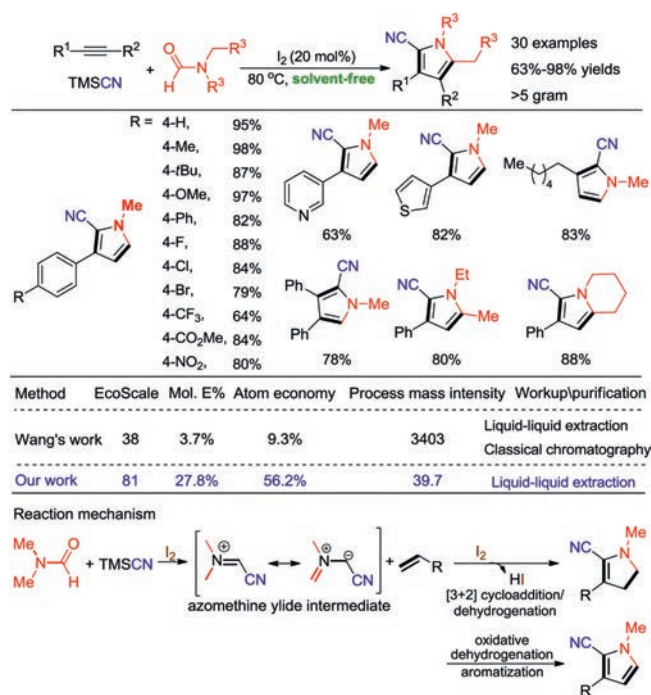 R¹ R² + O H N R³ R³ I₂ (20 mol%) NC R³ N R³ R¹ R² 30 examples
TMSCN 80 °C, solvent-free 63%-98% yields
>5 gram
R = 4-H, 95%
4-Me, 98%
4-tBu, 87%
4-OMe, 97%
4-Ph, 82%
4-F, 88%
4-Cl, 84%
4-Br, 79%
4-CF₃, 64%
4-CO₂Me, 84%
4-NO₂, 80%
NC Me N R
NC Me N N
63%
NC Me N S
82%
Me ( )4 CN N Me
83%
Ph CN N Me Ph
78%
NC Et N Me Ph
80%
NC N Ph
88%
Method EcoScale Mol. E% Atom economy Process mass intensity Workup\purification
Wang's work 38 3.7% 9.3% 3403 Liquid-liquid extraction
Classical chromatography
Our work 81 27.8% 56.2% 39.7 Liquid-liquid extraction
Reaction mechanism
N O H + TMSCN I₂ [ ⊕ N CN ⊕ N ⊖ CN ] + R I₂ HI NC N Me R
azomethine ylide intermediate
[3+2] cycloaddition/
dehydrogenation
oxidative
dehydrogenation
aromatization
NC N Me R